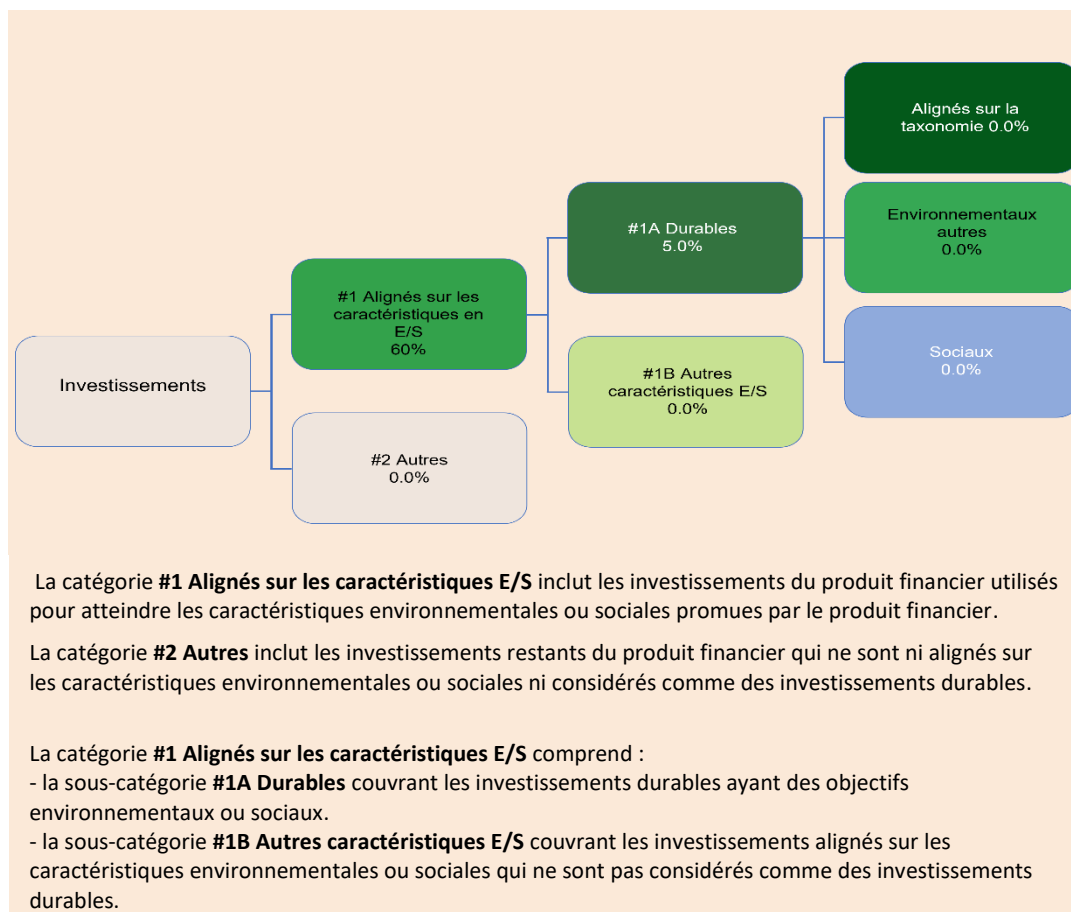 Alignés sur la
taxonomie 0.0%
#1A Durables
5.0%
Environnementaux
autres
0.0%
#1 Alignés sur les
caractéristiques en
E/S
60%
Sociaux
0.0%
Investissements
#1B Autres
caractéristiques E/S
0.0%
#2 Autres
0.0%
La catégorie #1 Alignés sur les caractéristiques E/S inclut les investissements du produit financier utilisés
pour atteindre les caractéristiques environnementales ou sociales promues par le produit financier.
La catégorie #2 Autres inclut les investissements restants du produit financier qui ne sont ni alignés sur
les caractéristiques environnementales ou sociales ni considérés comme des investissements durables.
La catégorie #1 Alignés sur les caractéristiques E/S comprend :
- la sous-catégorie #1A Durables couvrant les investissements durables ayant des objectifs
environnementaux ou sociaux.
- la sous-catégorie #1B Autres caractéristiques E/S couvrant les investissements alignés sur les
caractéristiques environnementales ou sociales qui ne sont pas considérés comme des investissements
durables.